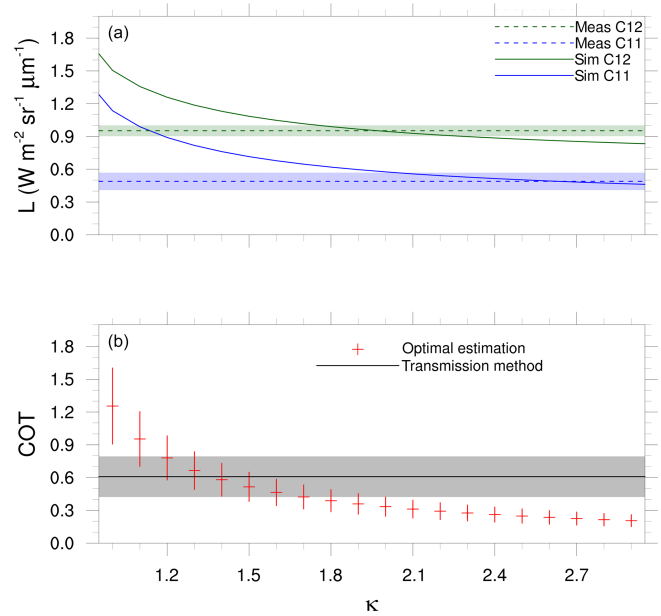 (a)
Meas C12
Meas C11
Sim C12
Sim C11
L (W m⁻² sr⁻¹ µm⁻¹)
1.8
1.5
1.2
0.9
0.6
0.3
0.0
(b)
Optimal estimation
Transmission method
COT
1.8
1.5
1.2
0.9
0.6
0.3
0.0
1.2 1.5 1.8 2.1 2.4 2.7
κ